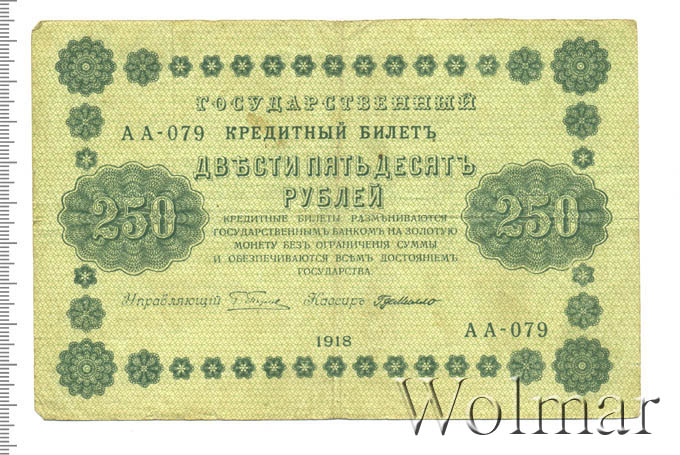 ГОСУДАРСТВЕННЫЙ
АА-079 КРЕДИТНЫЙ БИЛЕТЪ
ДВѢСТИ ПЯТЬДЕСЯТЪ
РУБЛЕЙ
250 250
КРЕДИТНЫЕ БИЛЕТЫ РАЗМѢНИВАЮТСЯ
ГОСУДАРСТВЕННЫМЪ БАНКОМЪ НА ЗОЛОТУЮ
МОНЕТУ БЕЗЪ ОГРАНИЧЕНІЯ СУММЫ
И ОБЕЗПЕЧИВАЮТСЯ ВСѢМЪ ДОСТОЯНІЕМЪ
ГОСУДАРСТВА.
Управляющій Кассиръ
1918
АА-079
Wolmar